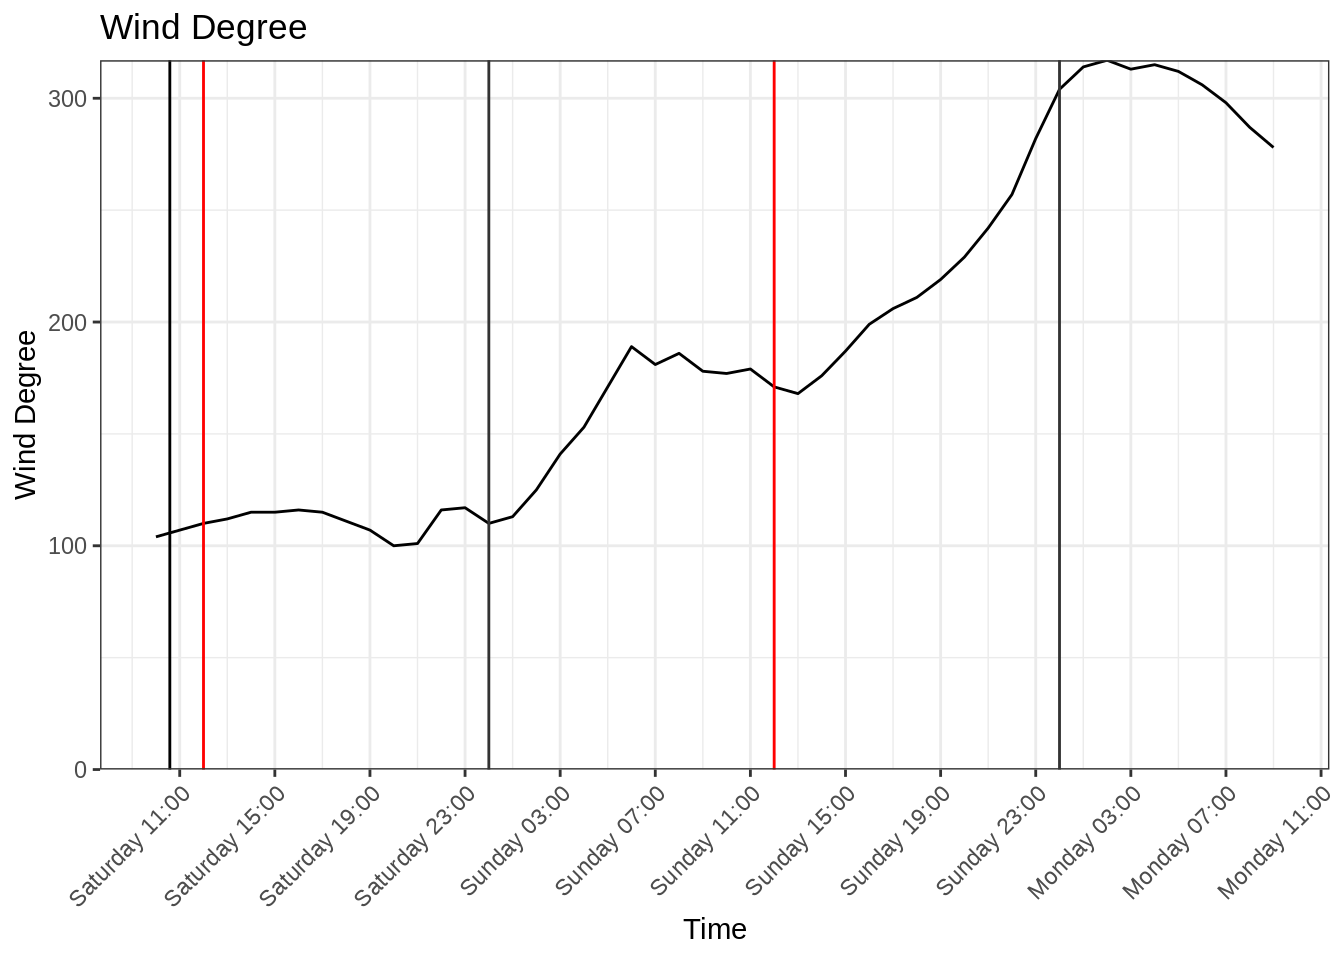 Wind Degree
Wind Degree
300
200
100
0
Saturday 11:00
Saturday 15:00
Saturday 19:00
Saturday 23:00
Sunday 03:00
Sunday 07:00
Sunday 11:00
Sunday 15:00
Sunday 19:00
Sunday 23:00
Monday 03:00
Monday 07:00
Monday 11:00
Time